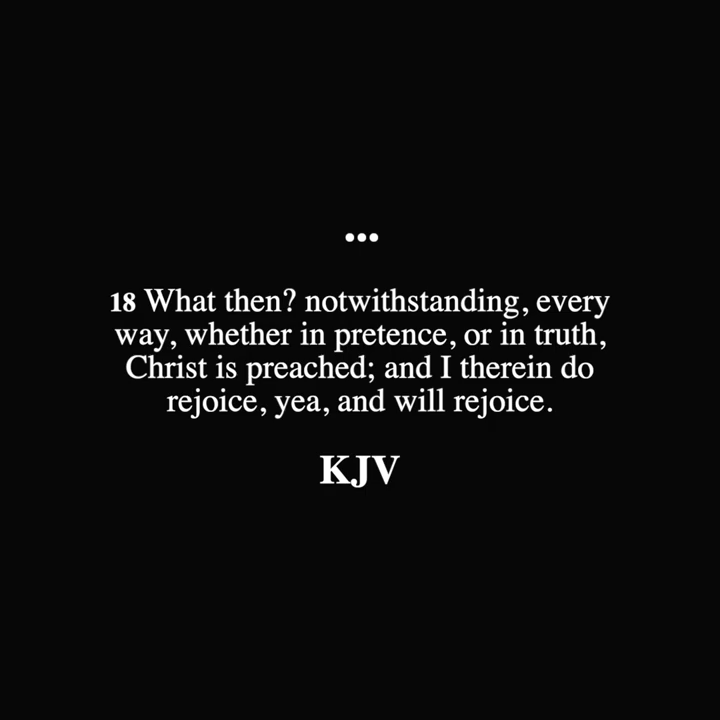 ...
18 What then? notwithstanding, every
way, whether in pretence, or in truth,
Christ is preached; and I therein do
rejoice, yea, and will rejoice.
KJV